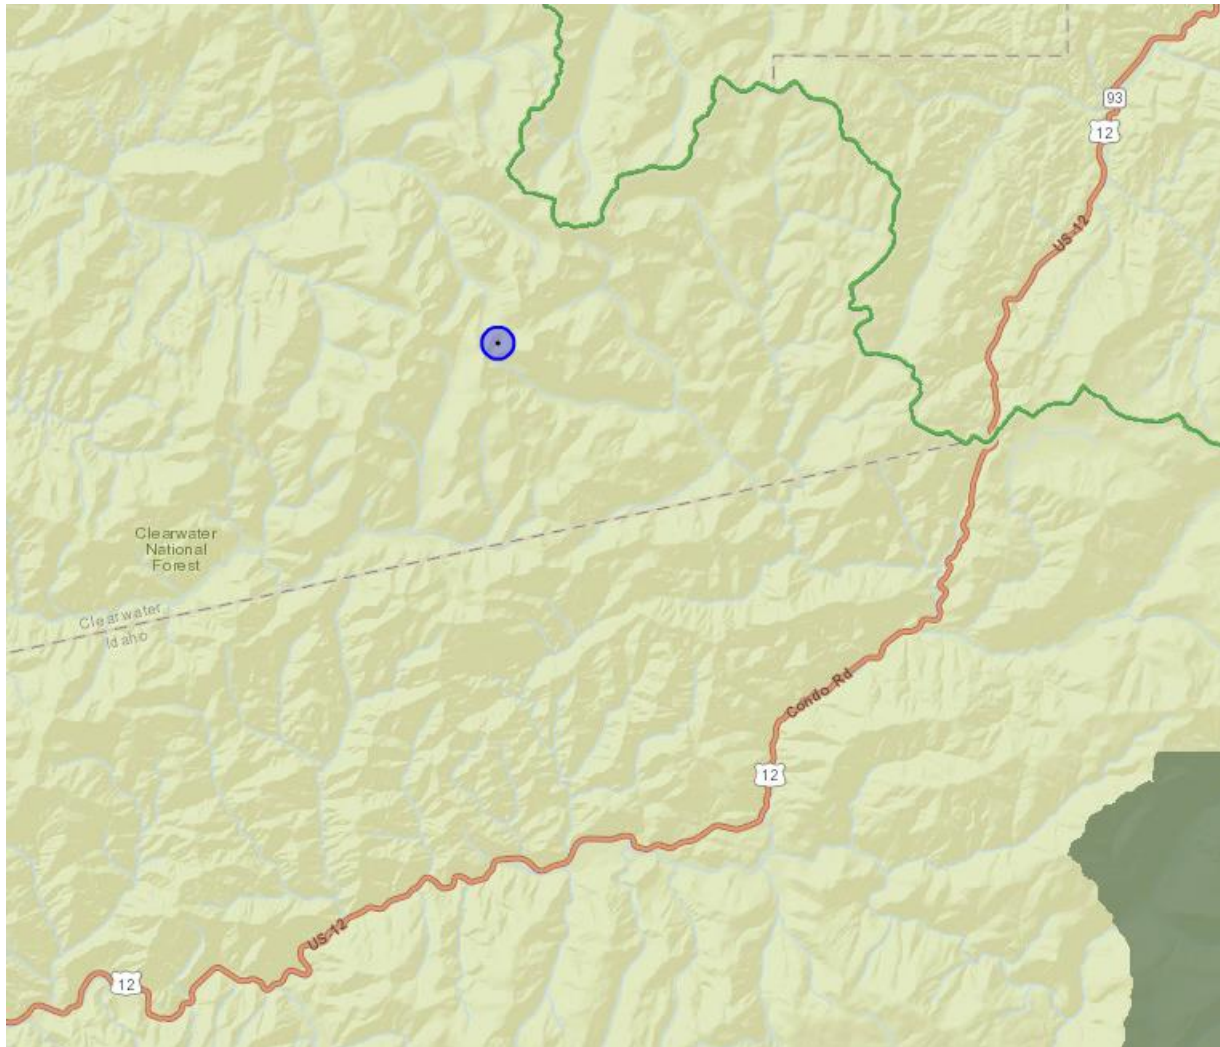 93
12
US-12
Clearwater
National
Forest
Clearwater
Idaho
Condo Rd
12
US-12
12